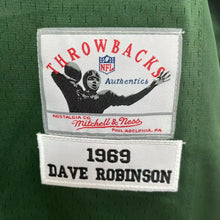 THROWBACKS
NFL
Authentics
NOSTALGIA CO.
Mitchell & Ness
PHILADELPHIA, PA.
1969
DAVE ROBINSON